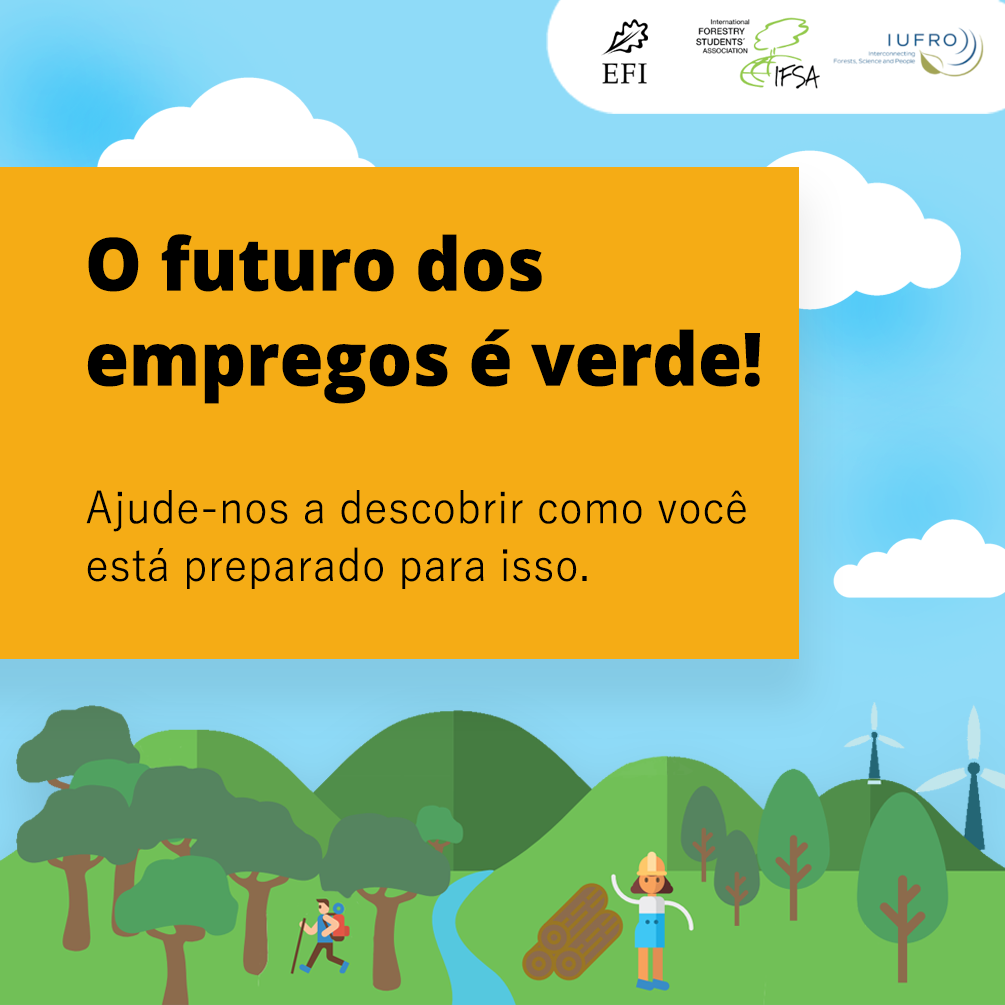 EFI
International
FORESTRY
STUDENTS'
ASSOCIATION
IFSA
IUFRO
Interconnecting
Forests, Science and People
O futuro dos
empregos é verde!
Ajude-nos a descobrir como você
está preparado para isso.